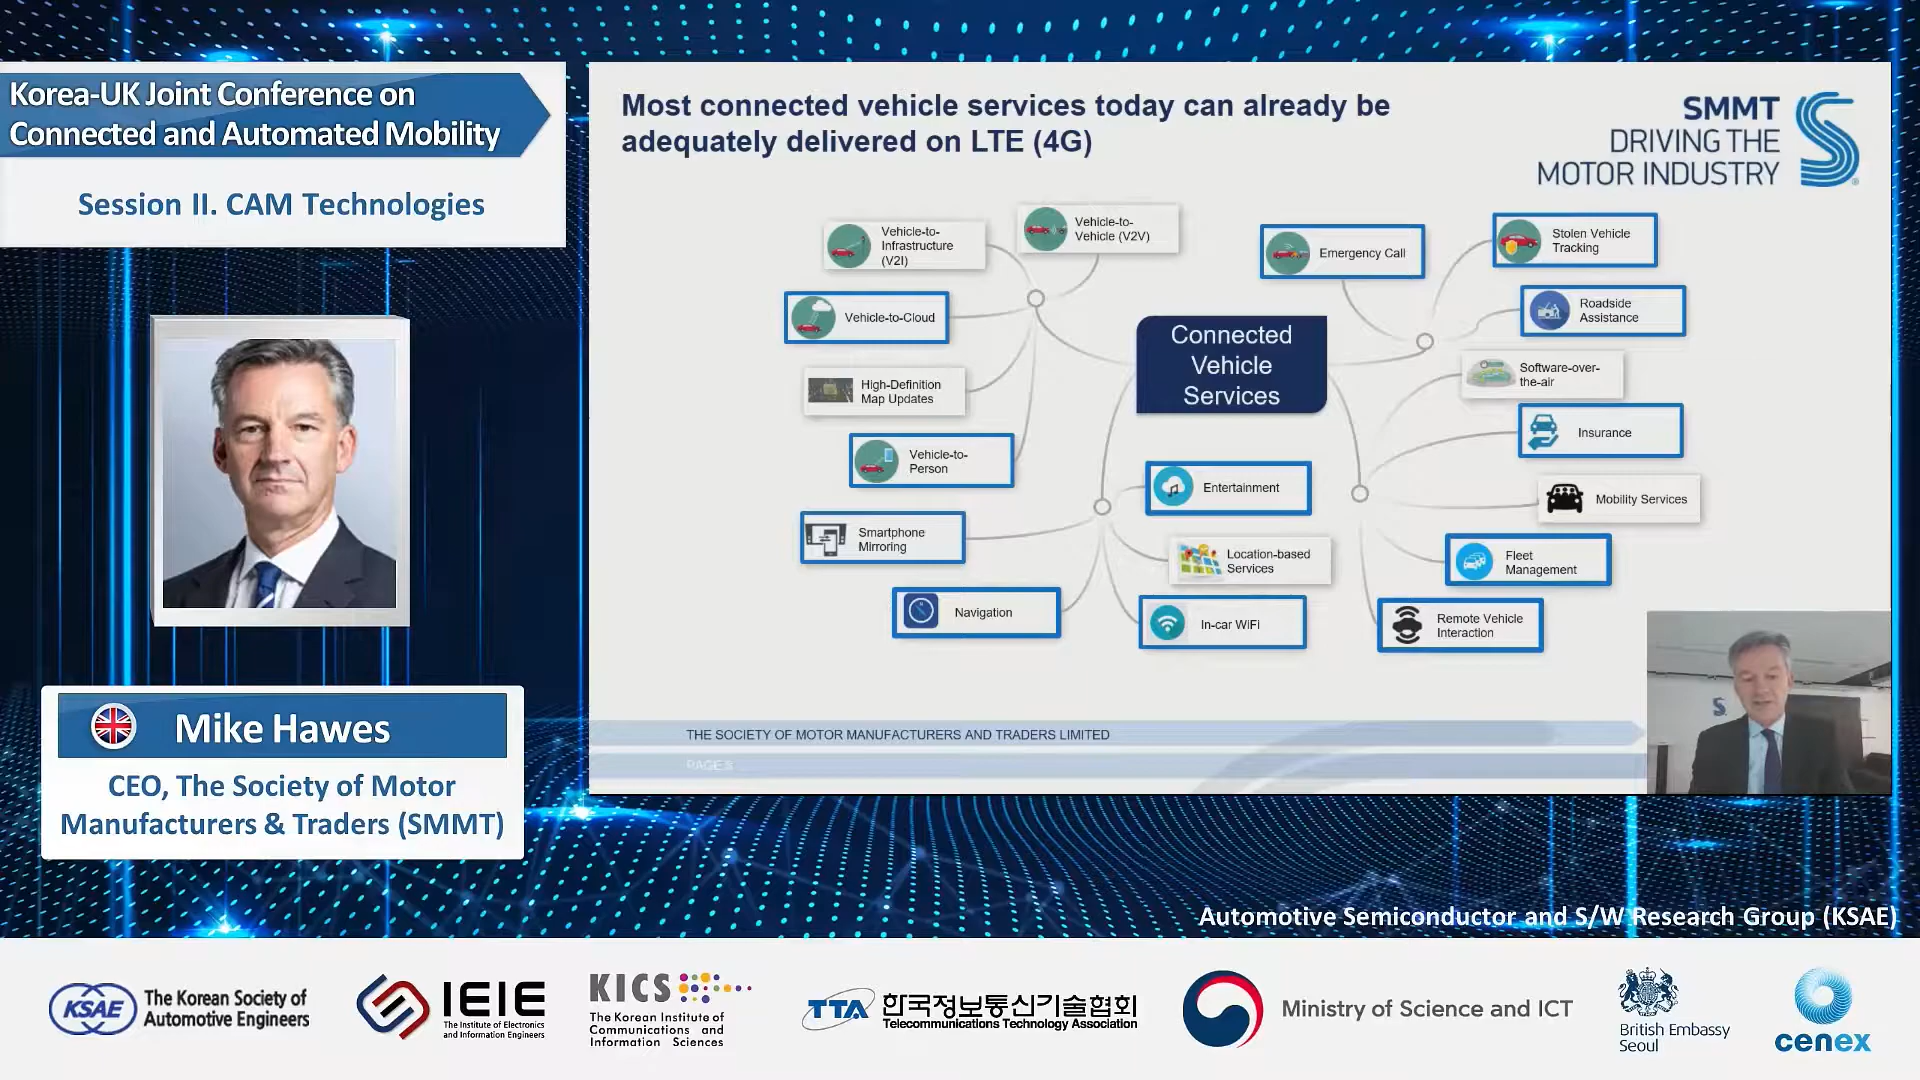 Korea-UK Joint Conference on
Connected and Automated Mobility
Session II. CAM Technologies
Mike Hawes
CEO, The Society of Motor
Manufacturers & Traders (SMMT)
Most connected vehicle services today can already be
adequately delivered on LTE (4G)
SMMT
DRIVING THE
MOTOR INDUSTRY
Vehicle-to-
Infrastructure
(V2I)
Vehicle-to-
Vehicle (V2V)
Emergency Call
Stolen Vehicle
Tracking
Vehicle-to-Cloud
Connected
Vehicle
Services
Roadside
Assistance
High-Definition
Map Updates
Software-over-
the-air
Vehicle-to-
Person
Insurance
Entertainment
Mobility Services
Smartphone
Mirroring
Location-based
Services
Fleet
Management
Navigation
In-car WiFi
Remote Vehicle
Interaction
THE SOCIETY OF MOTOR MANUFACTURERS AND TRADERS LIMITED
Automotive Semiconductor and S/W Research Group (KSAE)
KSAE
The Korean Society of
Automotive Engineers
IEIE
The Institute of Electronics
and Information Engineers
KICS
The Korean Institute of
Communications and
Information Sciences
TTA 한국정보통신기술협회
Telecommunications Technology Association
Ministry of Science and ICT
British Embassy
Seoul
cenex